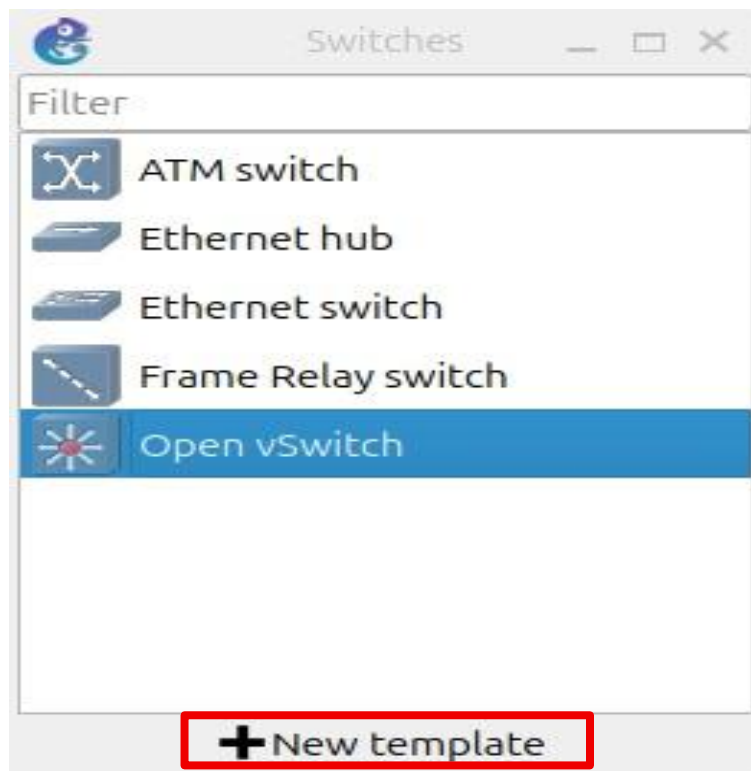 Switches
Filter
ATM switch
Ethernet hub
Ethernet switch
Frame Relay switch
Open vSwitch
New template